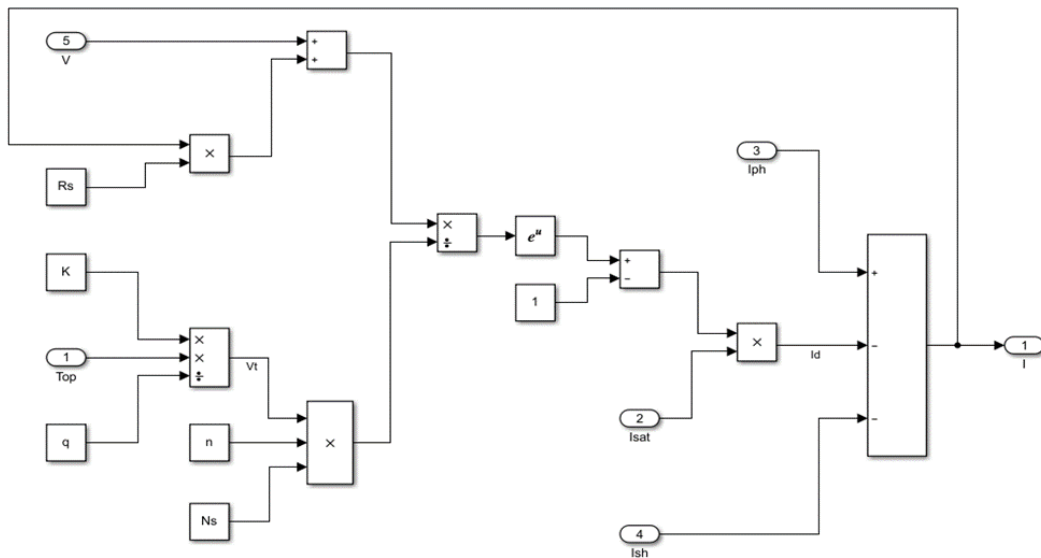 5
V
+
+
×
Rs
3
Iph
×
÷
e^u
K
+
−
1
+
×
×
÷
1
Top
Vt
×
Id
−
1
I
2
Isat
−
q
n
×
Ns
4
Ish